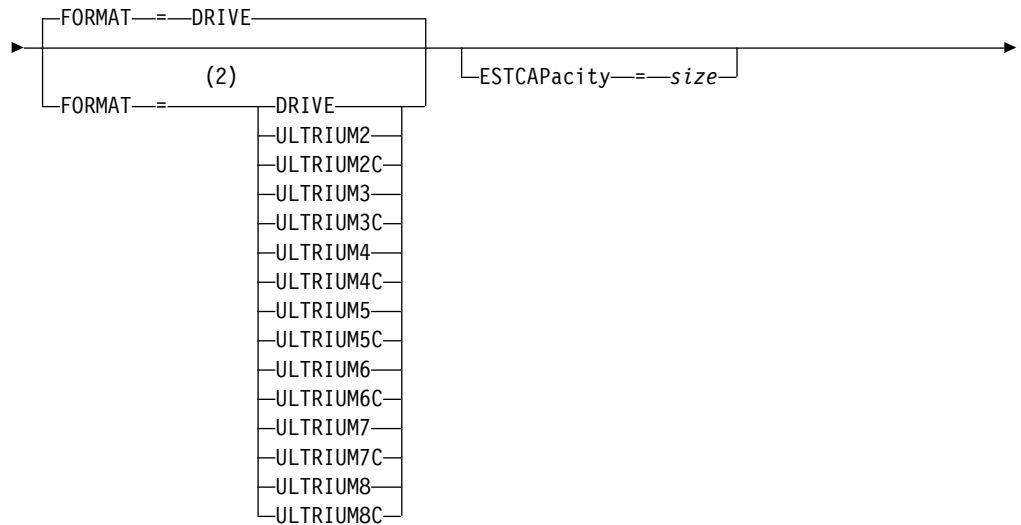 FORMAT = DRIVE
(2)
ESTCAPacity = size
FORMAT = DRIVE
ULTRIUM2
ULTRIUM2C
ULTRIUM3
ULTRIUM3C
ULTRIUM4
ULTRIUM4C
ULTRIUM5
ULTRIUM5C
ULTRIUM6
ULTRIUM6C
ULTRIUM7
ULTRIUM7C
ULTRIUM8
ULTRIUM8C